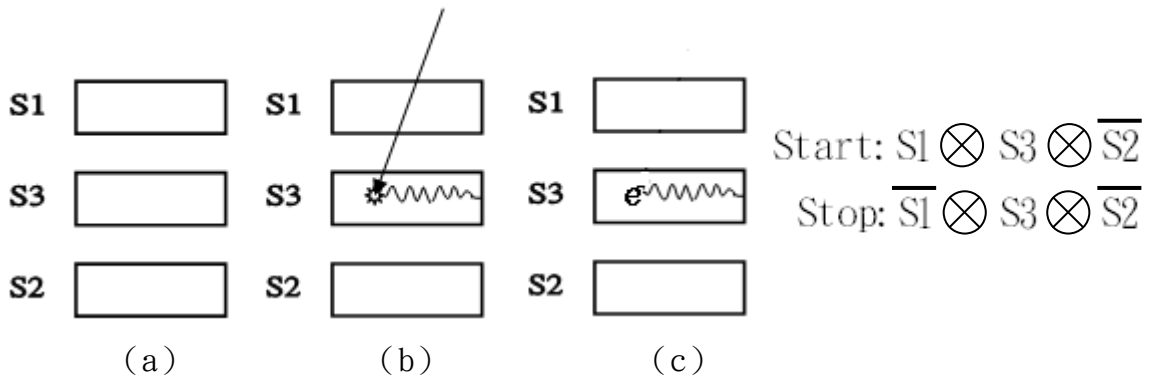 S1 S1 S1
Start: S1 ⊗ S3 ⊗ S̅2̅
S3 S3 e S3
Stop: S̅1̅ ⊗ S3 ⊗ S̅2̅
S2 S2 S2
(a) (b) (c)